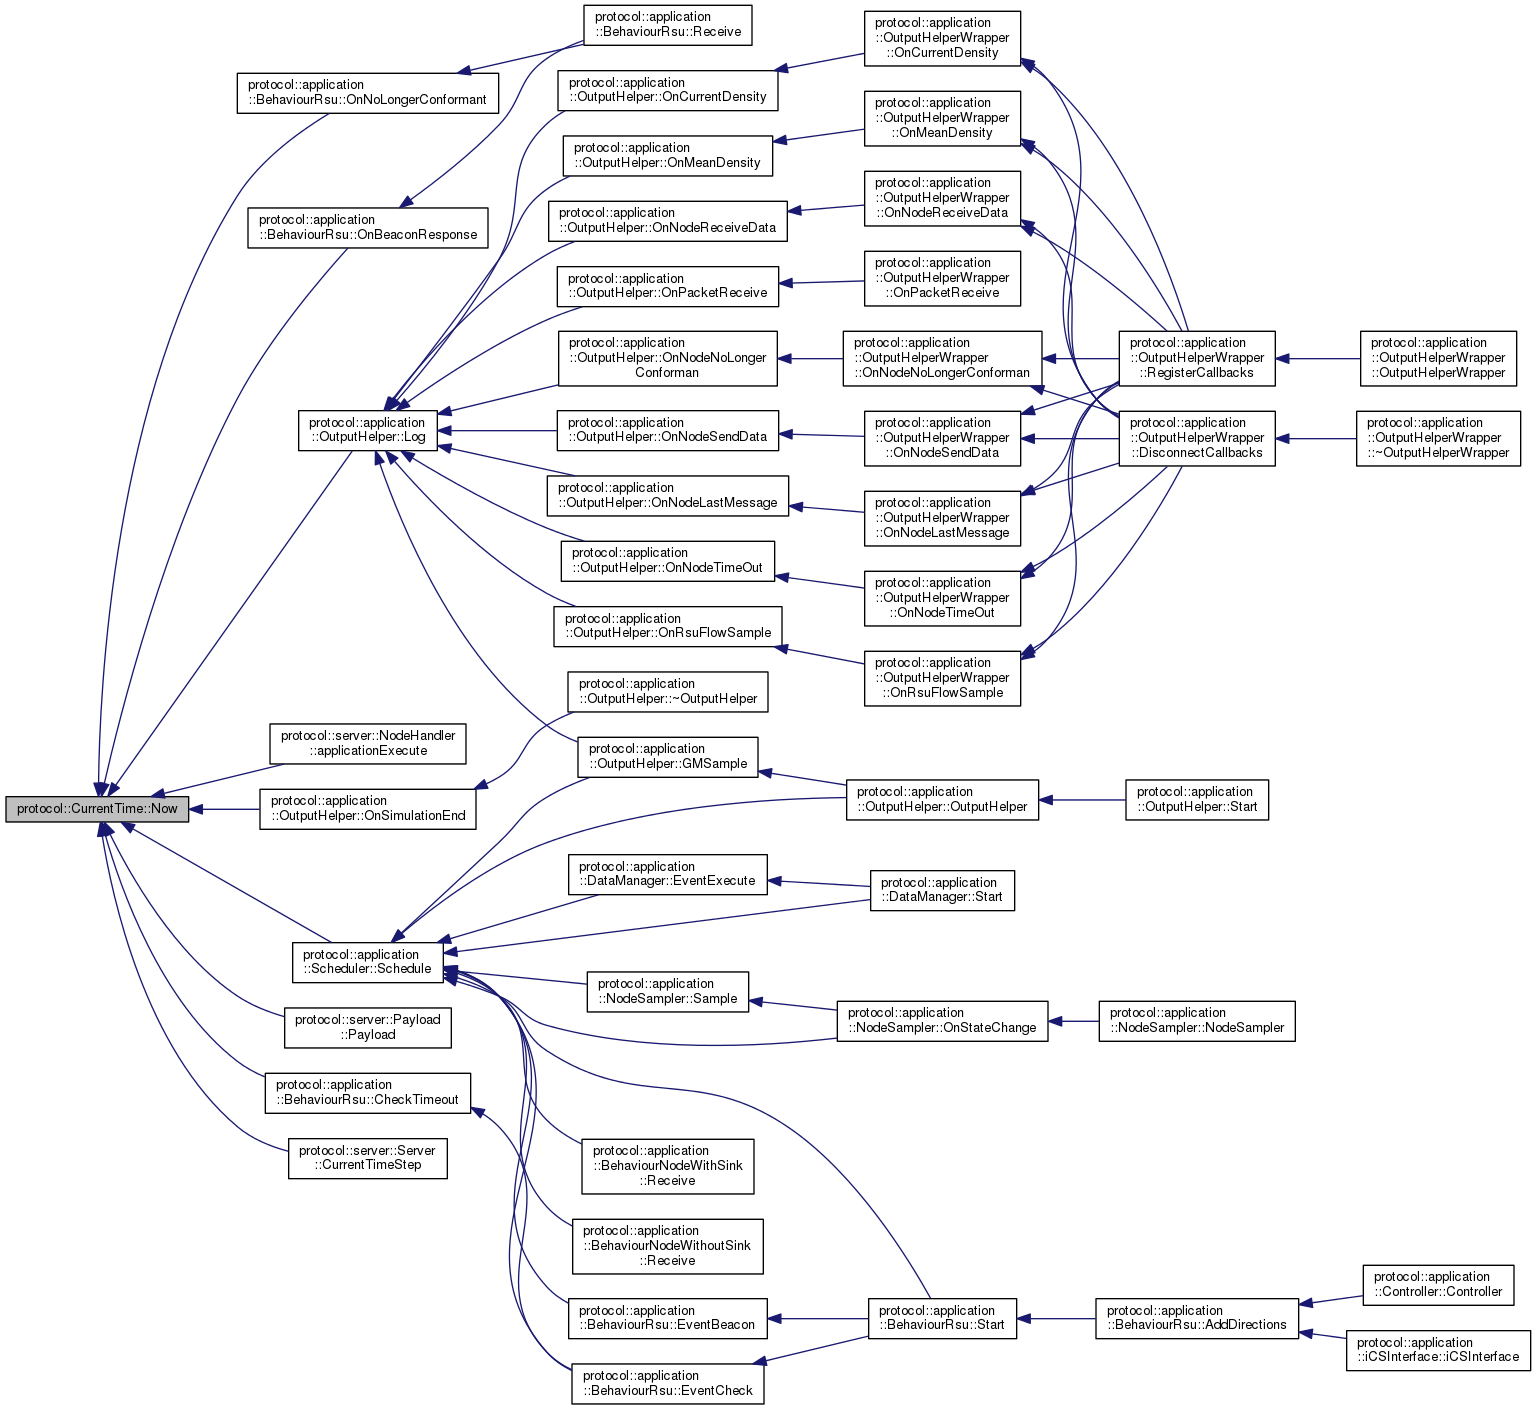 protocol::CurrentTime::Now
protocol::application
::BehaviourRsu::OnNoLongerConformant
protocol::application
::BehaviourRsu::OnBeaconResponse
protocol::application
::OutputHelper::Log
protocol::server::NodeHandler
::applicationExecute
protocol::application
::OutputHelper::OnSimulationEnd
protocol::application
::Scheduler::Schedule
protocol::server::Payload
::Payload
protocol::application
::BehaviourRsu::CheckTimeout
protocol::server::Server
::CurrentTimeStep
protocol::application
::BehaviourRsu::Receive
protocol::application
::OutputHelper::OnCurrentDensity
protocol::application
::OutputHelper::OnMeanDensity
protocol::application
::OutputHelper::OnNodeReceiveData
protocol::application
::OutputHelper::OnPacketReceive
protocol::application
::OutputHelper::OnNodeNoLonger
Conforman
protocol::application
::OutputHelper::OnNodeSendData
protocol::application
::OutputHelper::OnNodeLastMessage
protocol::application
::OutputHelper::OnNodeTimeOut
protocol::application
::OutputHelper::OnRsuFlowSample
protocol::application
::OutputHelper::~OutputHelper
protocol::application
::OutputHelper::GMSample
protocol::application
::DataManager::EventExecute
protocol::application
::NodeSampler::Sample
protocol::application
::BehaviourNodeWithSink
::Receive
protocol::application
::BehaviourNodeWithoutSink
::Receive
protocol::application
::BehaviourRsu::EventBeacon
protocol::application
::BehaviourRsu::EventCheck
protocol::application
::OutputHelperWrapper
::OnCurrentDensity
protocol::application
::OutputHelperWrapper
::OnMeanDensity
protocol::application
::OutputHelperWrapper
::OnNodeReceiveData
protocol::application
::OutputHelperWrapper
::OnPacketReceive
protocol::application
::OutputHelperWrapper
::OnNodeNoLongerConforman
protocol::application
::OutputHelperWrapper
::OnNodeSendData
protocol::application
::OutputHelperWrapper
::OnNodeLastMessage
protocol::application
::OutputHelperWrapper
::OnNodeTimeOut
protocol::application
::OutputHelperWrapper
::OnRsuFlowSample
protocol::application
::OutputHelper::OutputHelper
protocol::application
::DataManager::Start
protocol::application
::NodeSampler::OnStateChange
protocol::application
::BehaviourRsu::Start
protocol::application
::OutputHelperWrapper
::RegisterCallbacks
protocol::application
::OutputHelperWrapper
::DisconnectCallbacks
protocol::application
::OutputHelper::Start
protocol::application
::NodeSampler::NodeSampler
protocol::application
::BehaviourRsu::AddDirections
protocol::application
::OutputHelperWrapper
::OutputHelperWrapper
protocol::application
::OutputHelperWrapper
::~OutputHelperWrapper
protocol::application
::Controller::Controller
protocol::application
::iCSInterface::iCSInterface